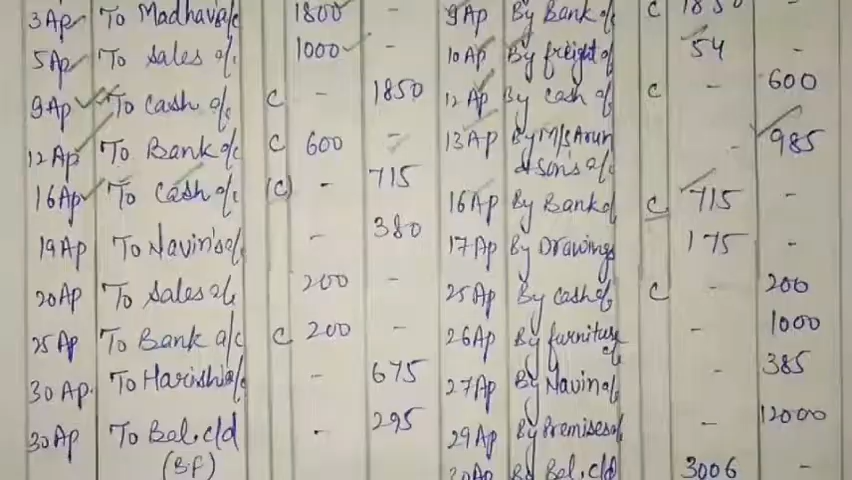 3Ap To Madhav a/c 1800 - 9Ap By Bank a/c C 1850 -
5Ap To Sales a/c 1000 - 10Ap By freight a/c 54 -
9Ap To Cash a/c C - 1850 12Ap By Cash a/c C - 600
12Ap To Bank a/c C 600 - 13Ap By M/s Arun - 985
& Son's a/c
16Ap To Cash a/c (C) - 715 16Ap By Bank a/c C 715 -
19Ap To Navin's a/c - 380 17Ap By Drawings 175 -
20Ap To Sales a/c 200 - 25Ap By cash a/c C - 200
25Ap To Bank a/c C 200 - 26Ap By furniture a/c - 1000
30Ap. To Harish a/c - 675 27Ap By Navin a/c - 385
30Ap To Bal. c/d - 295 29Ap By Premises a/c - 12000
(B.F) 30Ap By Bal. c/d 3006 -